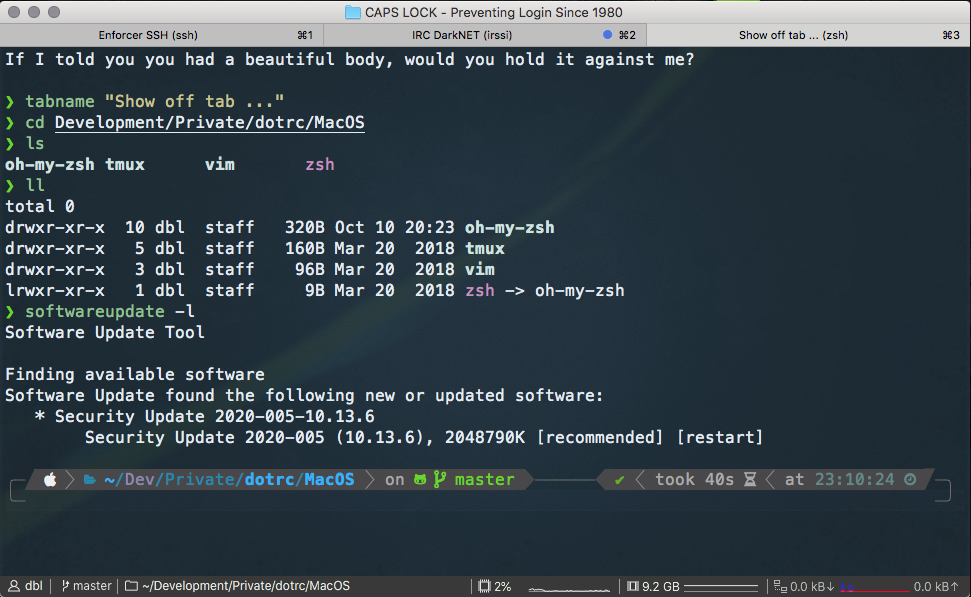 CAPS LOCK - Preventing Login Since 1980
Enforcer SSH (ssh) ⌘1 IRC DarkNET (irssi) ⌘2 Show off tab ... (zsh) ⌘3
If I told you you had a beautiful body, would you hold it against me?
❯ tabname "Show off tab ..."
❯ cd Development/Private/dotrc/MacOS
❯ ls
oh-my-zsh tmux vim zsh
❯ ll
total 0
drwxr-xr-x 10 dbl staff 320B Oct 10 20:23 oh-my-zsh
drwxr-xr-x 5 dbl staff 160B Mar 20 2018 tmux
drwxr-xr-x 3 dbl staff 96B Mar 20 2018 vim
lrwxr-xr-x 1 dbl staff 9B Mar 20 2018 zsh -> oh-my-zsh
❯ softwareupdate -l
Software Update Tool
Finding available software
Software Update found the following new or updated software:
* Security Update 2020-005-10.13.6
Security Update 2020-005 (10.13.6), 2048790K [recommended] [restart]
~/Dev/Private/dotrc/MacOS on master ✔ took 40s at 23:10:24
dbl master ~/Development/Private/dotrc/MacOS 2% 9.2 GB 0.0 kB↓ 0.0 kB↑